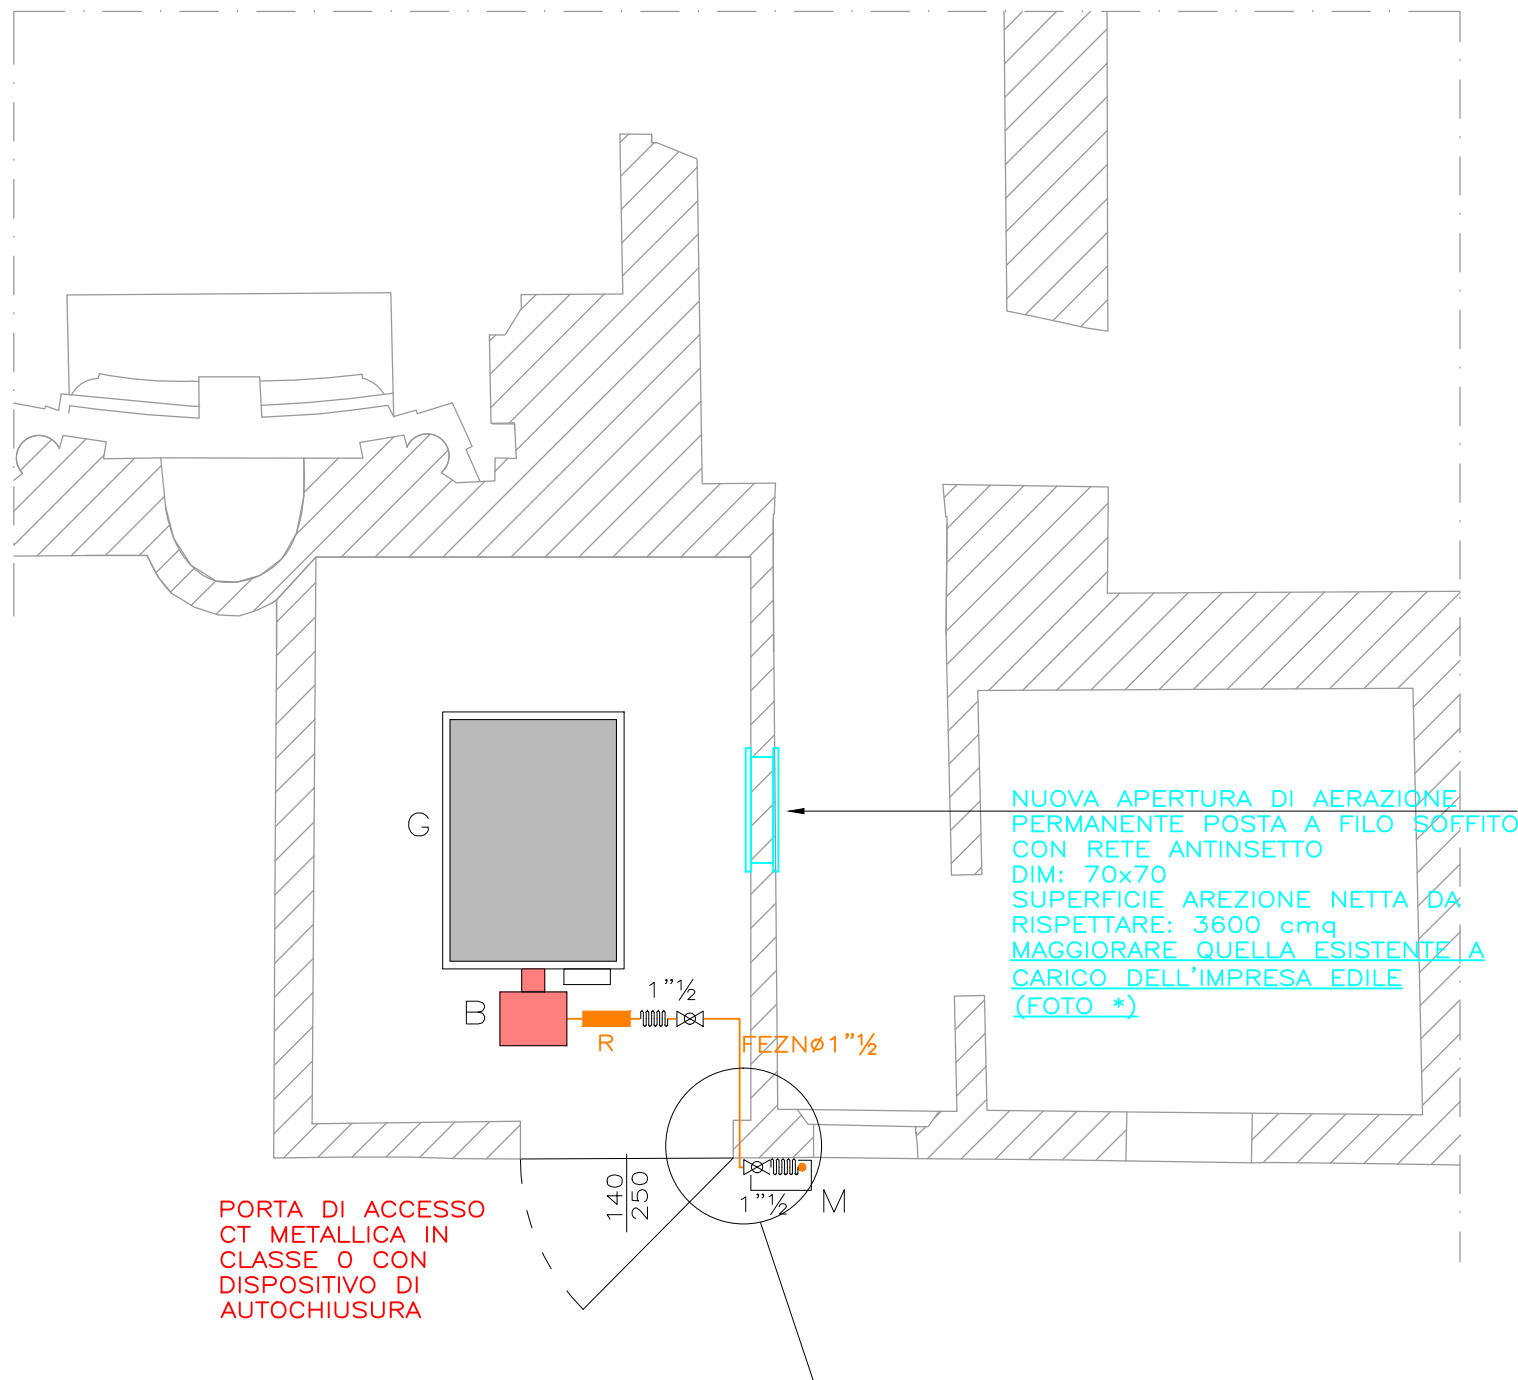 NUOVA APERTURA DI AERAZIONE
PERMANENTE POSTA A FILO SOFFITO
CON RETE ANTINSETTO
DIM: 70x70
SUPERFICIE AREZIONE NETTA DA
RISPETTARE: 3600 cmq
MAGGIORARE QUELLA ESISTENTE A
CARICO DELL'IMPRESA EDILE
(FOTO *)
G
B
1"½
R
FEZNø1"½
140
250
1"½
M
PORTA DI ACCESSO
CT METALLICA IN
CLASSE 0 CON
DISPOSITIVO DI
AUTOCHIUSURA